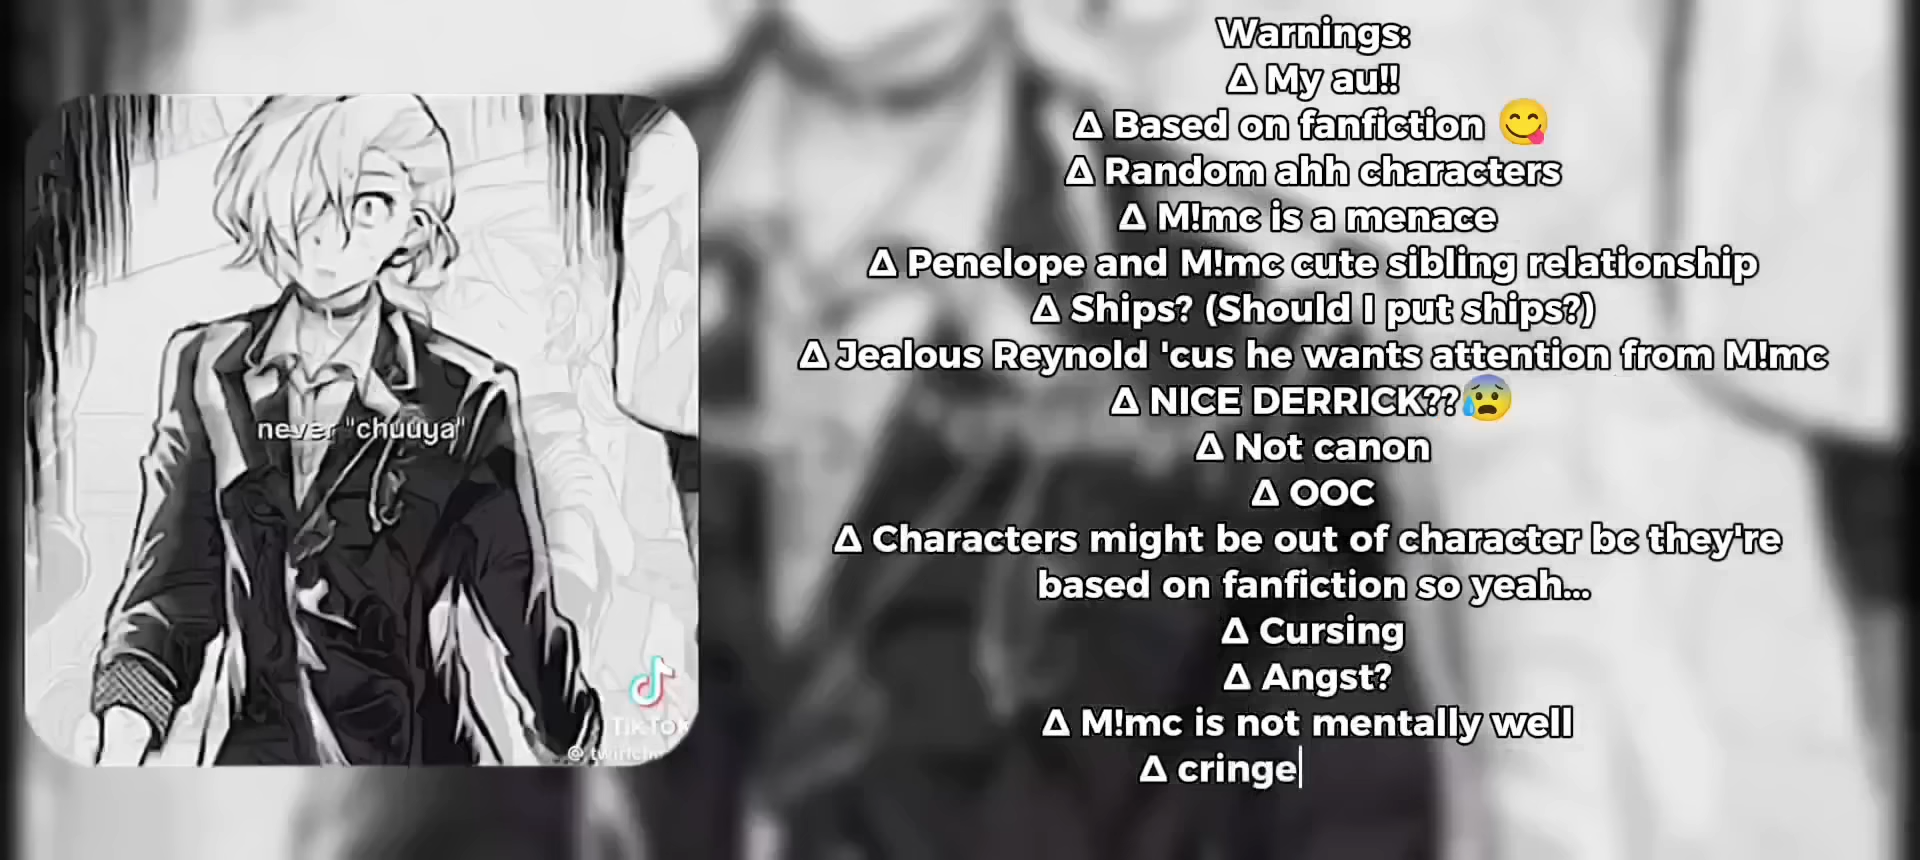 Warnings:
Δ My au!!
Δ Based on fanfiction 😋
Δ Random ahh characters
Δ M!mc is a menace
Δ Penelope and M!mc cute sibling relationship
Δ Ships? (Should I put ships?)
Δ Jealous Reynold 'cus he wants attention from M!mc
Δ NICE DERRICK??😰
Δ Not canon
Δ OOC
Δ Characters might be out of character bc they're
based on fanfiction so yeah...
Δ Cursing
Δ Angst?
Δ M!mc is not mentally well
Δ cringe
never "chuuya"
TikTok